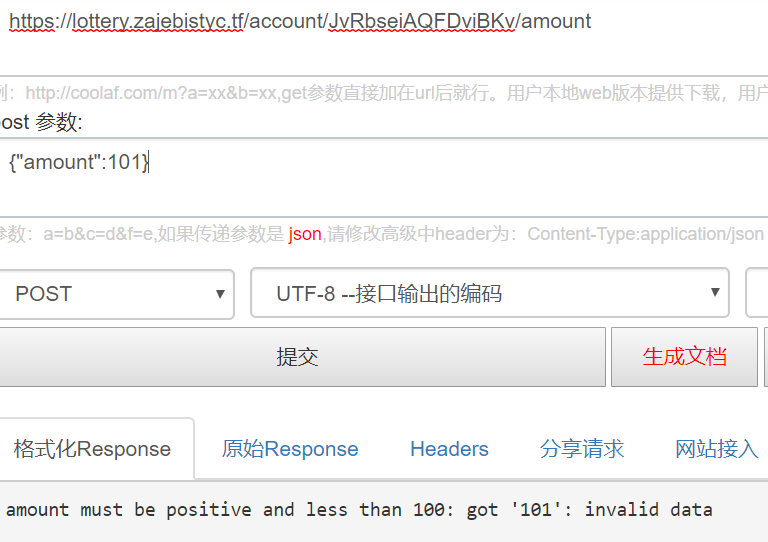 https://lottery.zajebistyc.tf/account/JvRbseiAQFDviBKv/amount
例：http://coolaf.com/m?a=xx&b=xx,get参数直接加在url后就行。用户本地web版本提供下载，用户
post 参数:
{"amount":101}
参数：a=b&c=d&f=e,如果传递参数是 json,请修改高级中header为：Content-Type:application/json
POST UTF-8 --接口输出的编码
提交 生成文档
格式化Response 原始Response Headers 分享请求 网站接入
amount must be positive and less than 100: got '101': invalid data